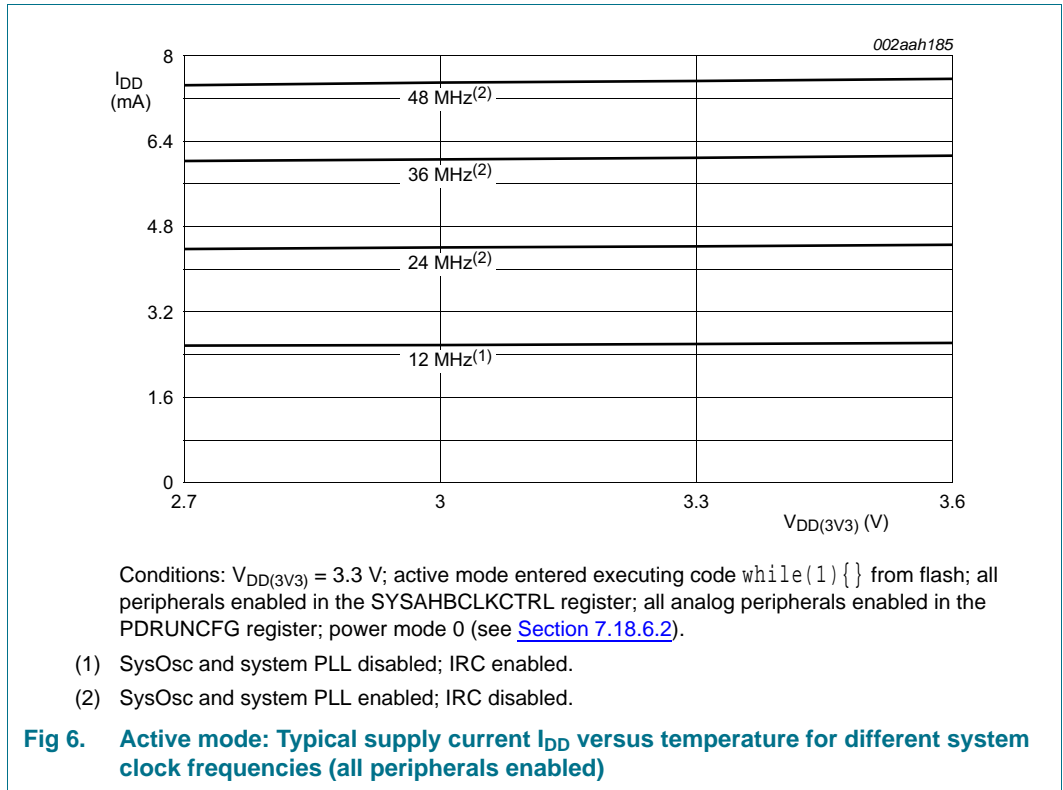 002aah185
8
IDD
(mA)
48 MHz(2)
6.4
36 MHz(2)
4.8
24 MHz(2)
3.2
12 MHz(1)
1.6
0
2.7 3 3.3 3.6
VDD(3V3) (V)
Conditions: VDD(3V3) = 3.3 V; active mode entered executing code while(1){} from flash; all
peripherals enabled in the SYSAHBCLKCTRL register; all analog peripherals enabled in the
PDRUNCFG register; power mode 0 (see Section 7.18.6.2).
(1) SysOsc and system PLL disabled; IRC enabled.
(2) SysOsc and system PLL enabled; IRC disabled.
Fig 6. Active mode: Typical supply current IDD versus temperature for different system
clock frequencies (all peripherals enabled)